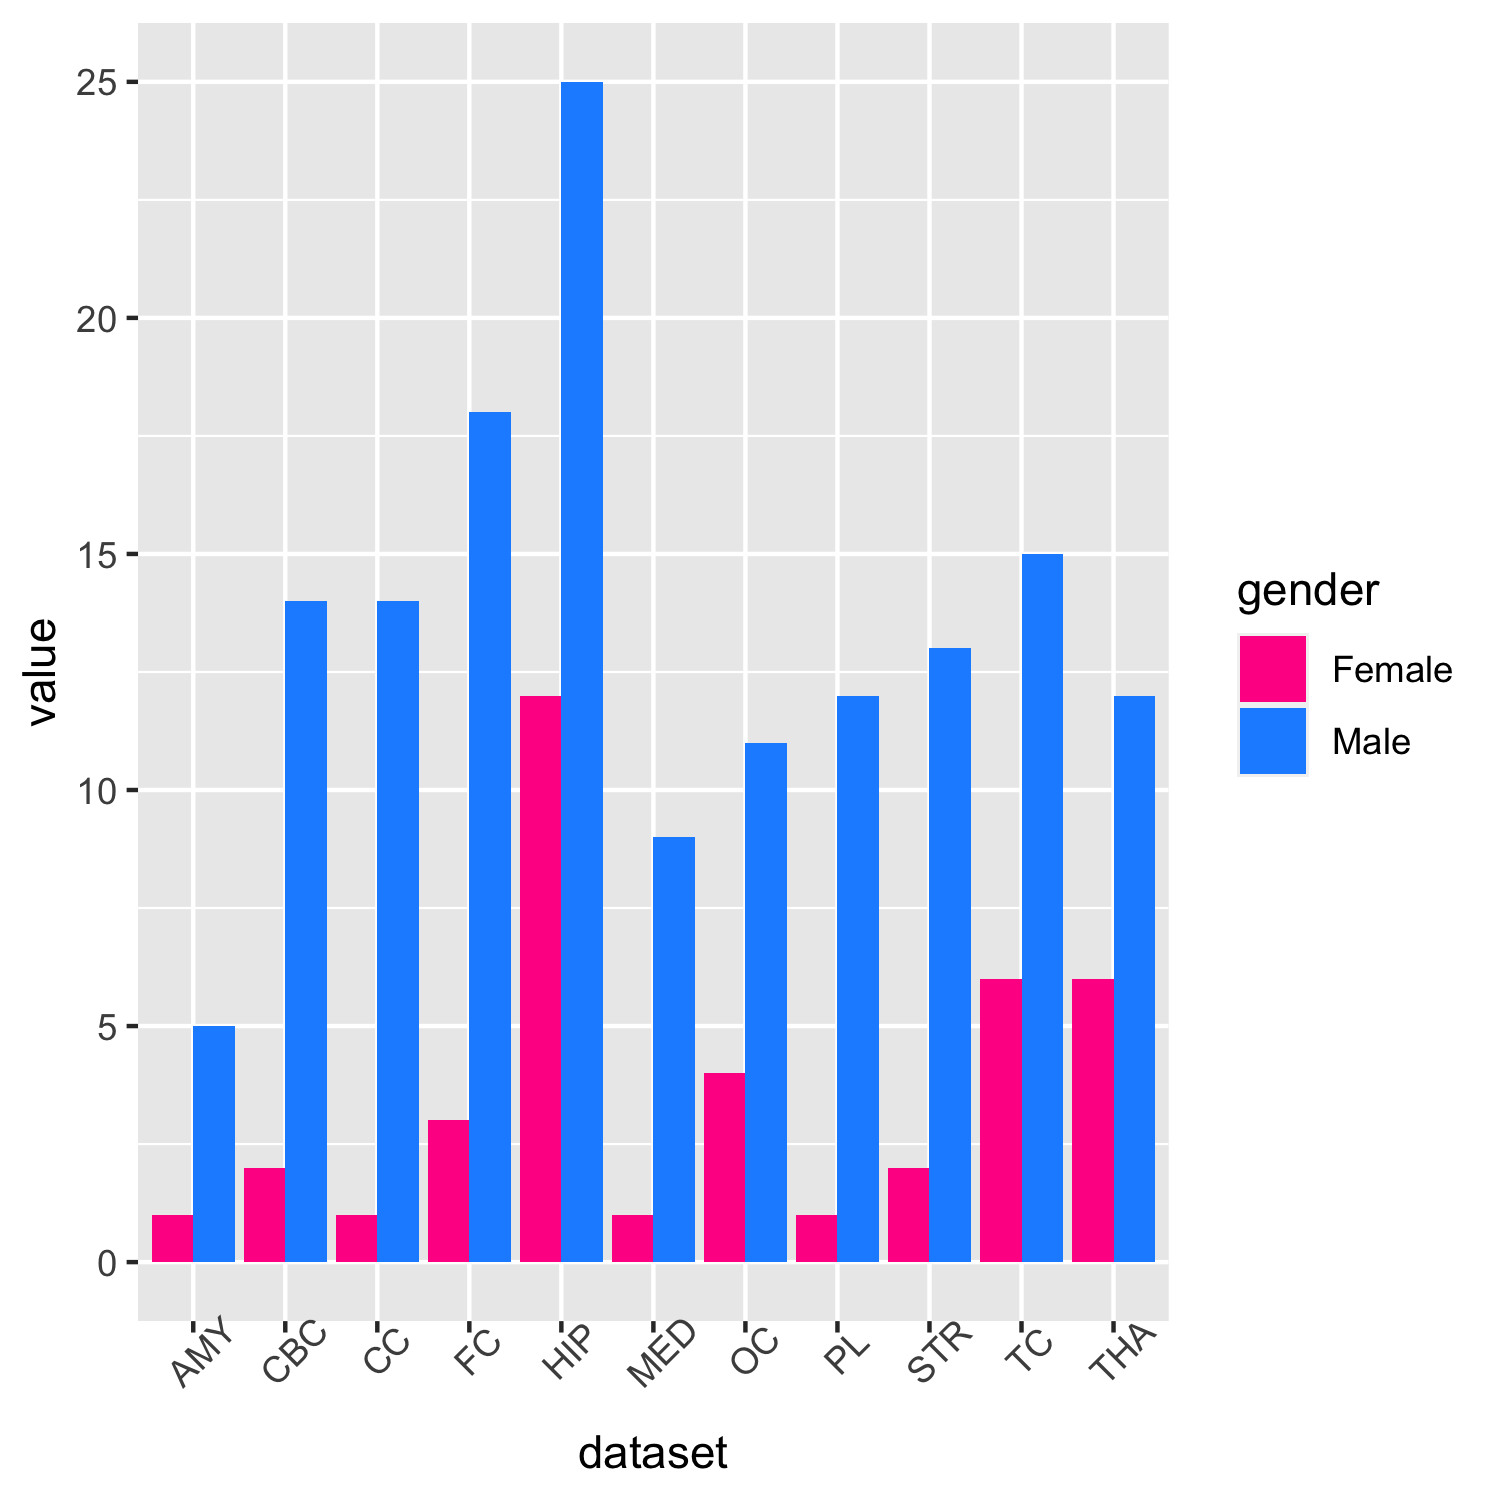 25
20
15
10
5
0
value
AMY CBC CC FC HIP MED OC PL STR TC THA
dataset
gender
Female
Male